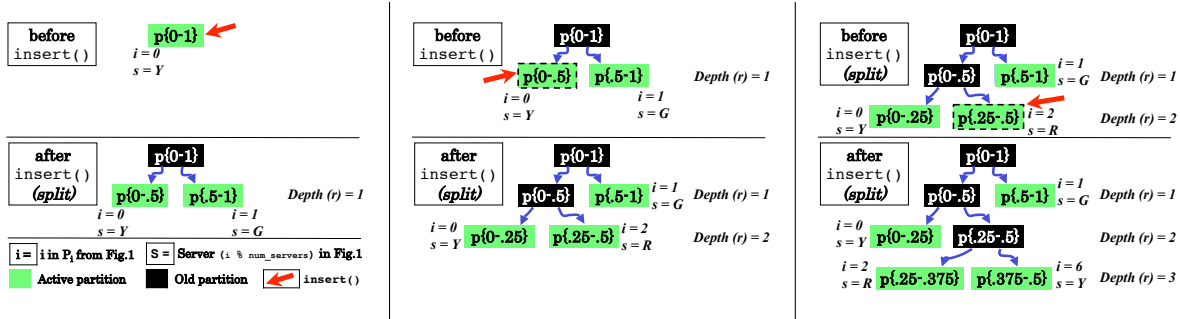 before
insert()
p{0-1}
i = 0
s = Y
after
insert()
(split)
p{0-1}
p{0-.5}
p{.5-1}
Depth (r) = 1
i = 0
s = Y
i = 1
s = G
i = i in Pi from Fig.1
S = Server (i % num_servers) in Fig.1
Active partition
Old partition
insert()
before
insert()
p{0-1}
p{0-.5}
p{.5-1}
Depth (r) = 1
i = 0
s = Y
i = 1
s = G
after
insert()
(split)
p{0-1}
p{0-.5}
p{.5-1}
i = 1
s = G
Depth (r) = 1
i = 0
s = Y
p{0-.25}
p{.25-.5}
i = 2
s = R
Depth (r) = 2
before
insert()
(split)
p{0-1}
p{0-.5}
p{.5-1}
i = 1
s = G
Depth (r) = 1
i = 0
s = Y
p{0-.25}
p{.25-.5}
i = 2
s = R
Depth (r) = 2
after
insert()
(split)
p{0-1}
p{0-.5}
p{.5-1}
i = 1
s = G
Depth (r) = 1
i = 0
s = Y
p{0-.25}
p{.25-.5}
Depth (r) = 2
i = 2
s = R
p{.25-.375}
p{.375-.5}
i = 6
s = Y
Depth (r) = 3